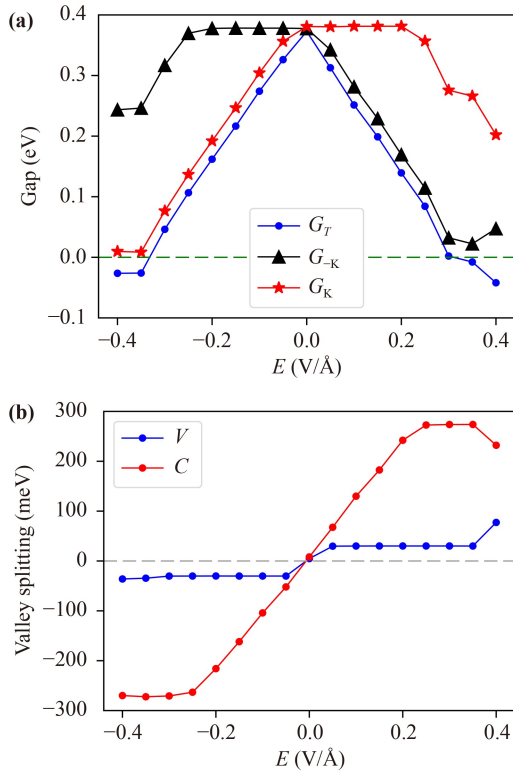 (a)
0.4
0.3
0.2
0.1
0.0
−0.1
Gap (eV)
G_T
G_−K
G_K
−0.4 −0.2 0.0 0.2 0.4
E (V/Å)
(b)
300
200
100
0
−100
−200
−300
Valley splitting (meV)
V
C
−0.4 −0.2 0.0 0.2 0.4
E (V/Å)